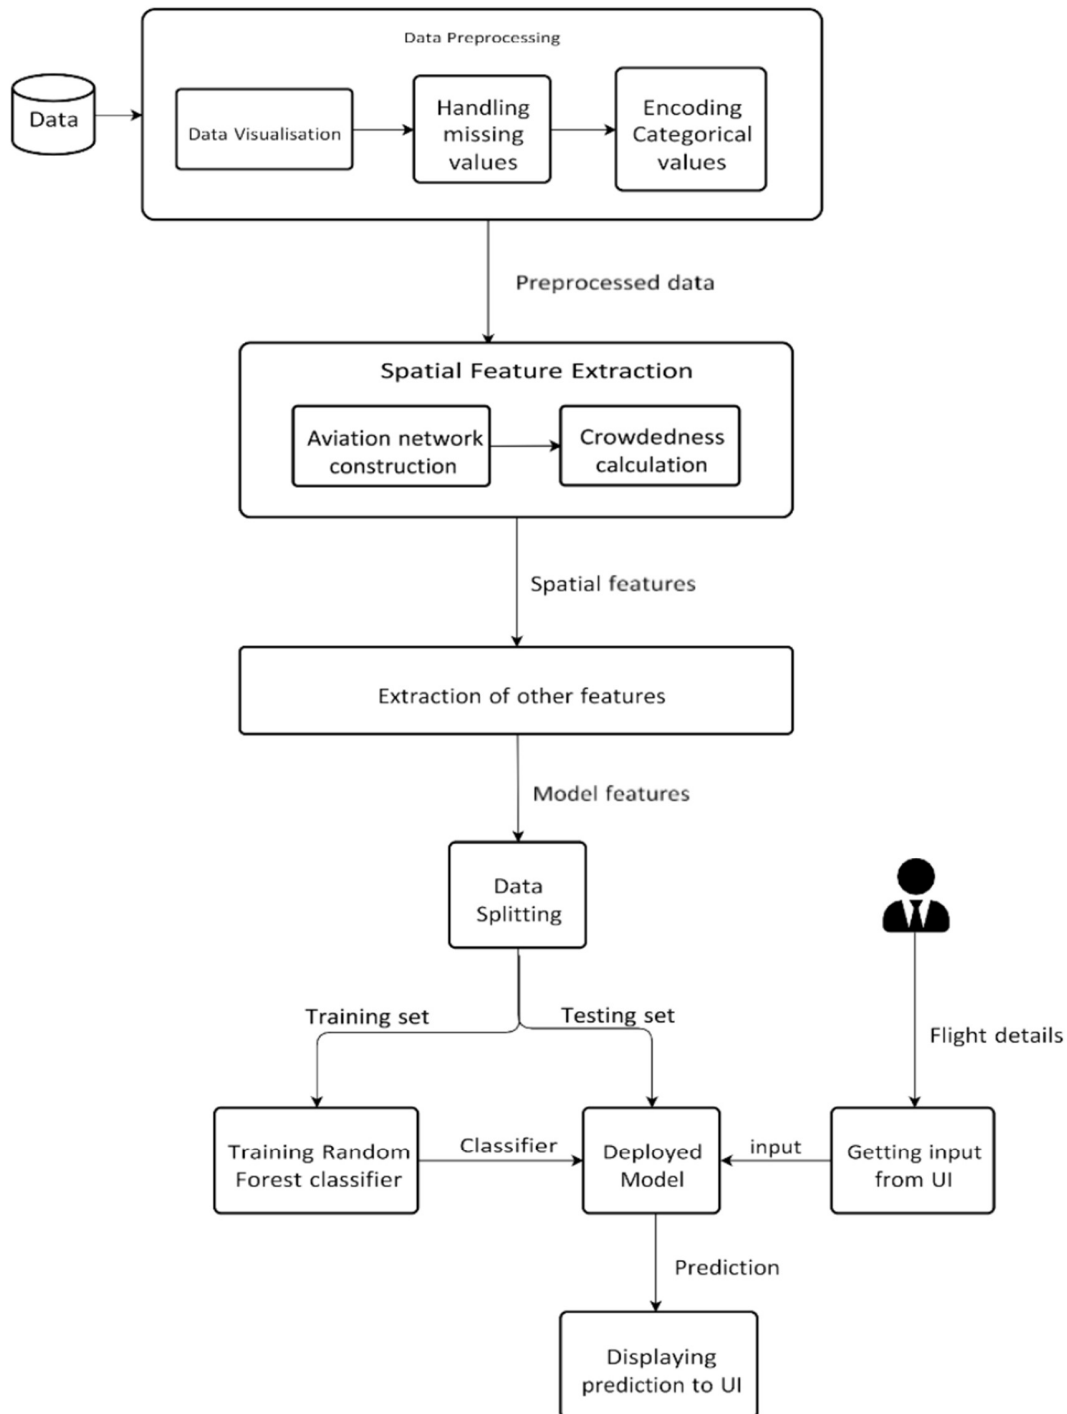 Data Preprocessing
Data
Data Visualisation
Handling
missing
values
Encoding
Categorical
values
Preprocessed data
Spatial Feature Extraction
Aviation network
construction
Crowdedness
calculation
Spatial features
Extraction of other features
Model features
Data
Splitting
Training set
Testing set
Flight details
Training Random
Forest classifier
Classifier
Deployed
Model
input
Getting input
from UI
Prediction
Displaying
prediction to UI